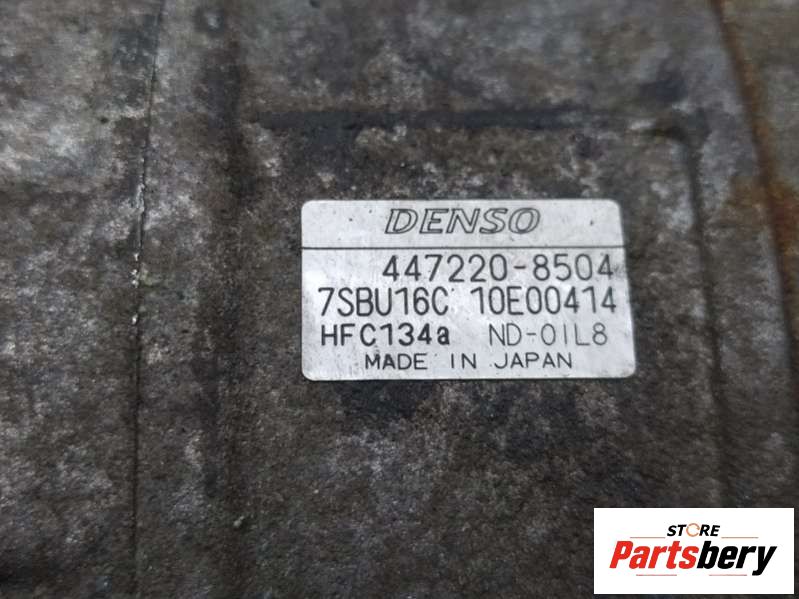 DENSO
447220-8504
7SBU16C 10E00414
HFC134a ND-OIL8
MADE IN JAPAN
STORE
Partsbery